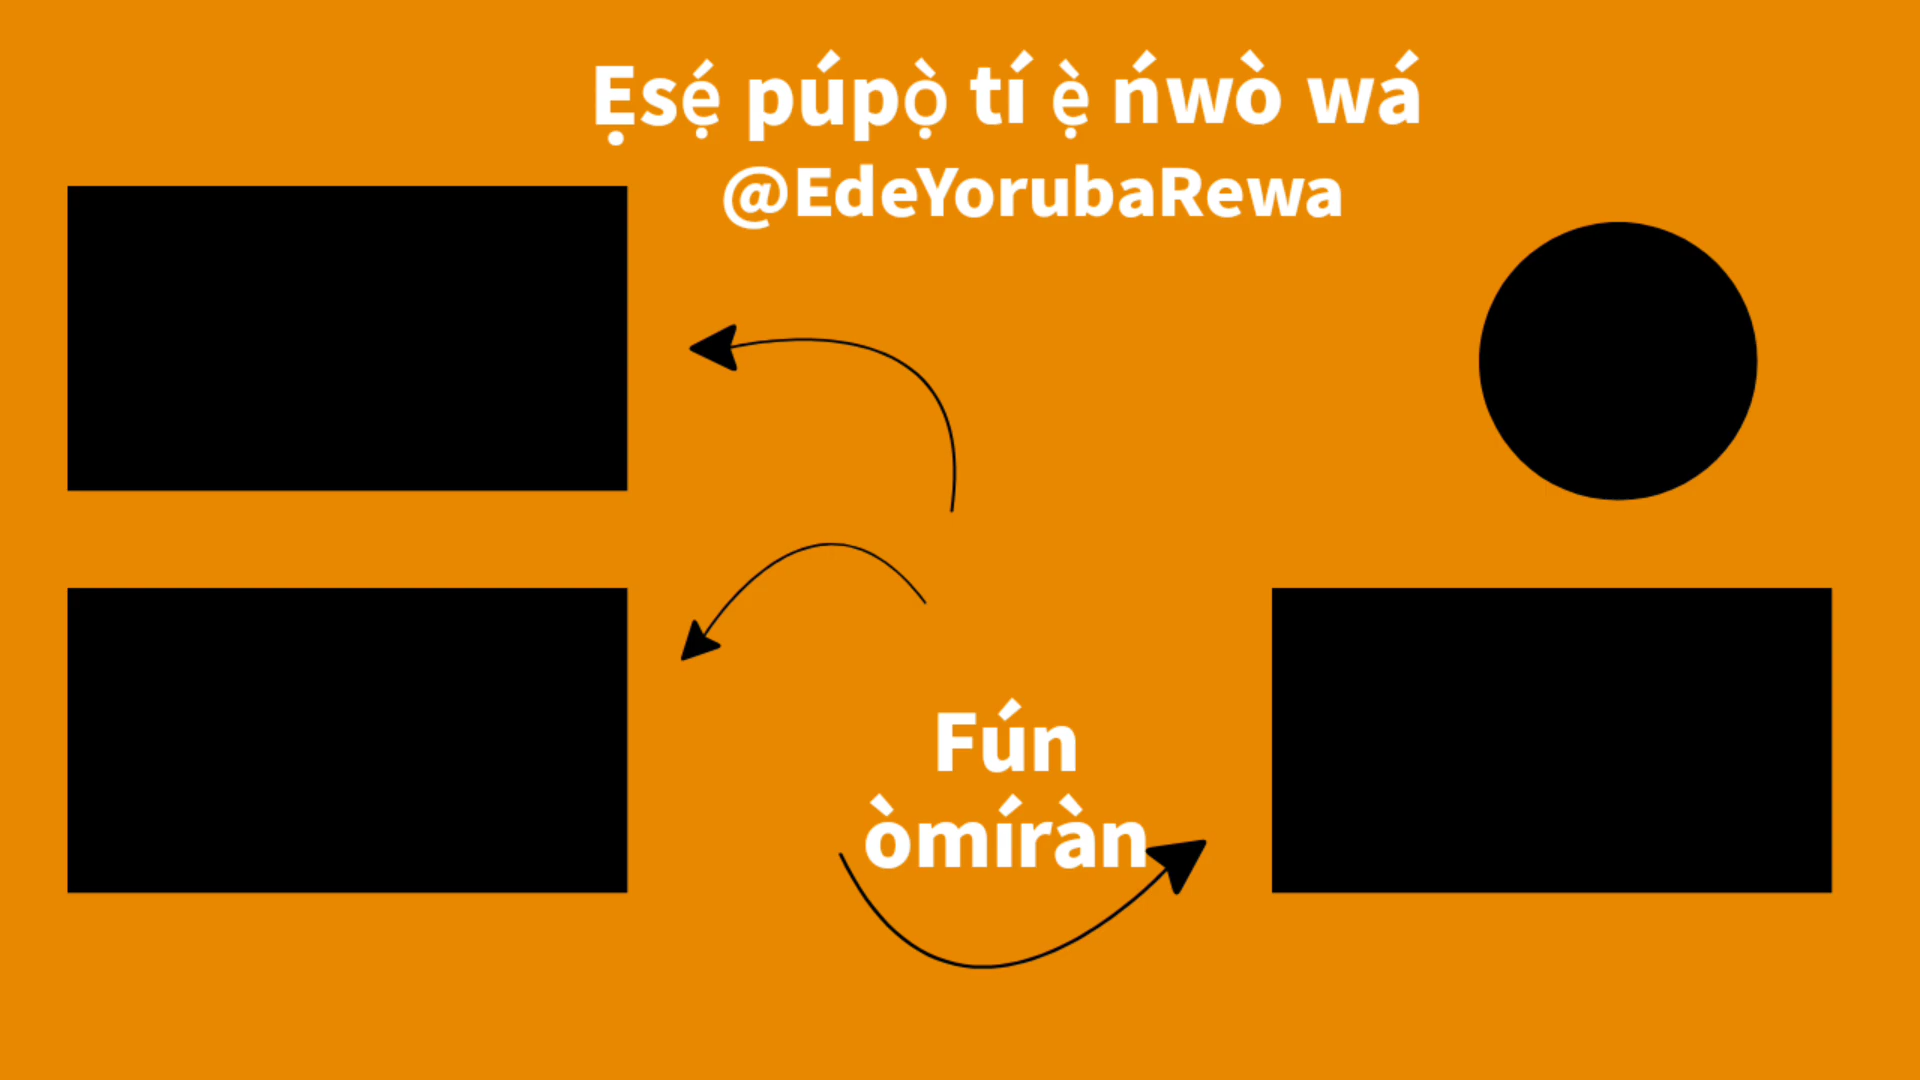 Ẹsẹ́ púpọ̀ tí ẹ̀ ńwò wá
@EdeYorubaRewa
Fún
òmíràn